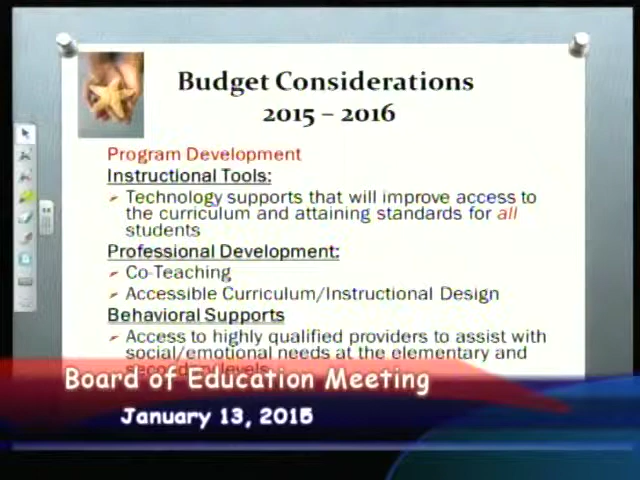 Budget Considerations
2015 – 2016
Program Development
Instructional Tools:
Technology supports that will improve access to
the curriculum and attaining standards for all
students
Professional Development:
Co-Teaching
Accessible Curriculum/Instructional Design
Behavioral Supports
Access to highly qualified providers to assist with
social/emotional needs at the elementary and
secondary levels
Board of Education Meeting
January 13, 2015